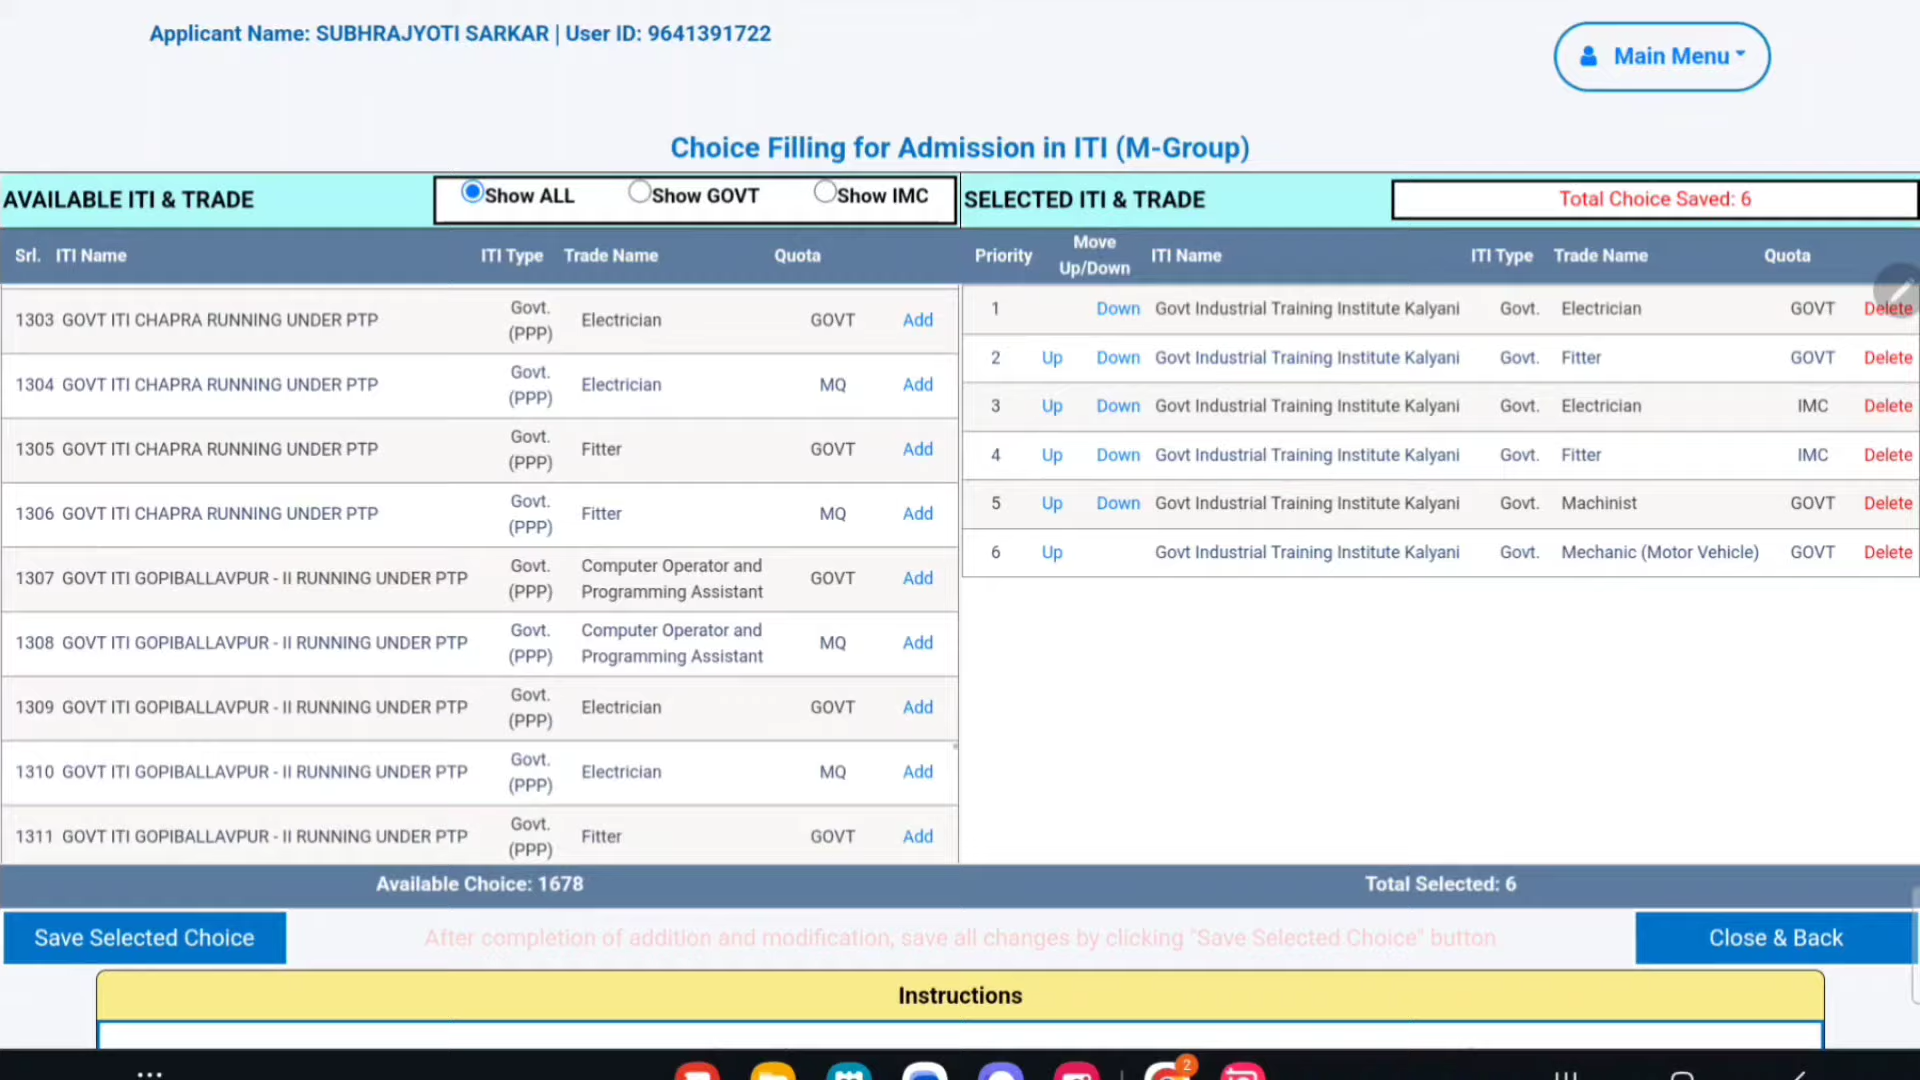 Applicant Name: SUBHRAJYOTI SARKAR | User ID: 9641391722
Main Menu
Choice Filling for Admission in ITI (M-Group)
AVAILABLE ITI & TRADE Show ALL Show GOVT Show IMC SELECTED ITI & TRADE Total Choice Saved: 6
Srl. ITI Name ITI Type Trade Name Quota
1303 GOVT ITI CHAPRA RUNNING UNDER PTP Govt. (PPP) Electrician GOVT Add
1304 GOVT ITI CHAPRA RUNNING UNDER PTP Govt. (PPP) Electrician MQ Add
1305 GOVT ITI CHAPRA RUNNING UNDER PTP Govt. (PPP) Fitter GOVT Add
1306 GOVT ITI CHAPRA RUNNING UNDER PTP Govt. (PPP) Fitter MQ Add
1307 GOVT ITI GOPIBALLAVPUR - II RUNNING UNDER PTP Govt. (PPP) Computer Operator and Programming Assistant GOVT Add
1308 GOVT ITI GOPIBALLAVPUR - II RUNNING UNDER PTP Govt. (PPP) Computer Operator and Programming Assistant MQ Add
1309 GOVT ITI GOPIBALLAVPUR - II RUNNING UNDER PTP Govt. (PPP) Electrician GOVT Add
1310 GOVT ITI GOPIBALLAVPUR - II RUNNING UNDER PTP Govt. (PPP) Electrician MQ Add
1311 GOVT ITI GOPIBALLAVPUR - II RUNNING UNDER PTP Govt. (PPP) Fitter GOVT Add
Priority Move Up/Down ITI Name ITI Type Trade Name Quota
1 Down Govt Industrial Training Institute Kalyani Govt. Electrician GOVT Delete
2 Up Down Govt Industrial Training Institute Kalyani Govt. Fitter GOVT Delete
3 Up Down Govt Industrial Training Institute Kalyani Govt. Electrician IMC Delete
4 Up Down Govt Industrial Training Institute Kalyani Govt. Fitter IMC Delete
5 Up Down Govt Industrial Training Institute Kalyani Govt. Machinist GOVT Delete
6 Up Govt Industrial Training Institute Kalyani Govt. Mechanic (Motor Vehicle) GOVT Delete
Available Choice: 1678 Total Selected: 6
Save Selected Choice After completion of addition and modification, save all changes by clicking "Save Selected Choice" button Close & Back
Instructions
2